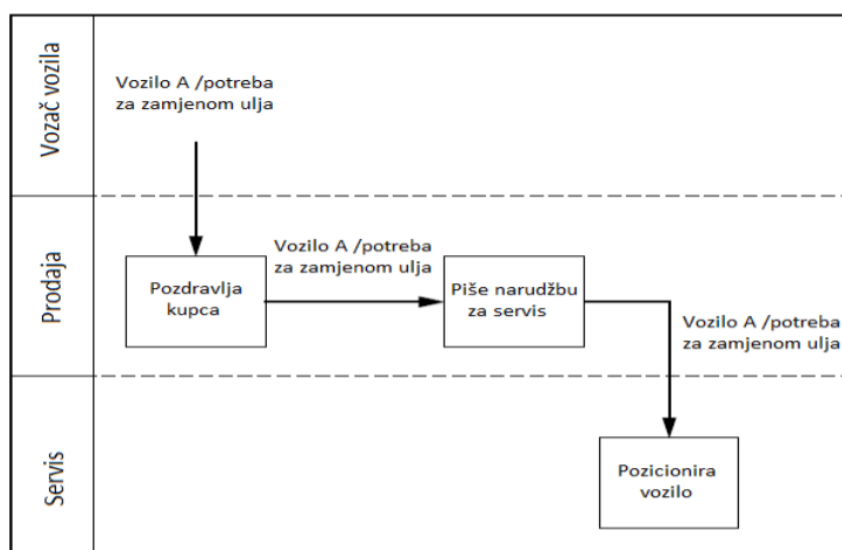 Vozač vozila
Vozilo A /potreba
za zamjenom ulja
Prodaja
Pozdravlja
kupca
Vozilo A /potreba
za zamjenom ulja
Piše narudžbu
za servis
Vozilo A /potreba
za zamjenom ulja
Servis
Pozicionira
vozilo